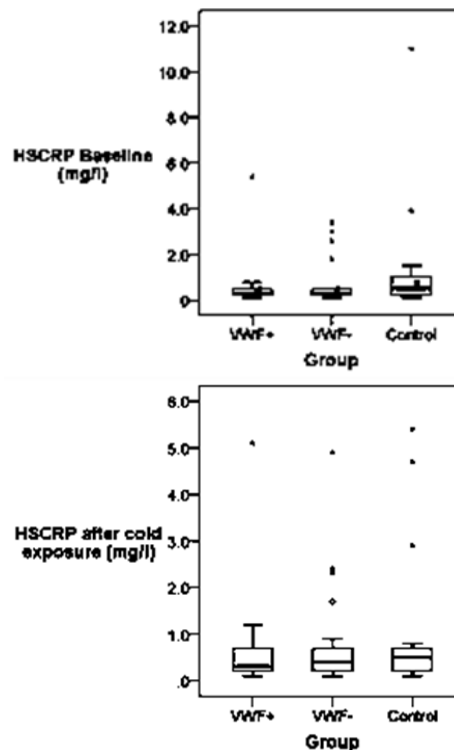 12.0
10.0
8.0
6.0
4.0
2.0
.0
HSCRP Baseline
(mg/l)
VWF+ VWF- Control
Group
6.0
5.0
4.0
3.0
2.0
1.0
.0
HSCRP after cold
exposure (mg/l)
VWF+ VWF- Control
Group